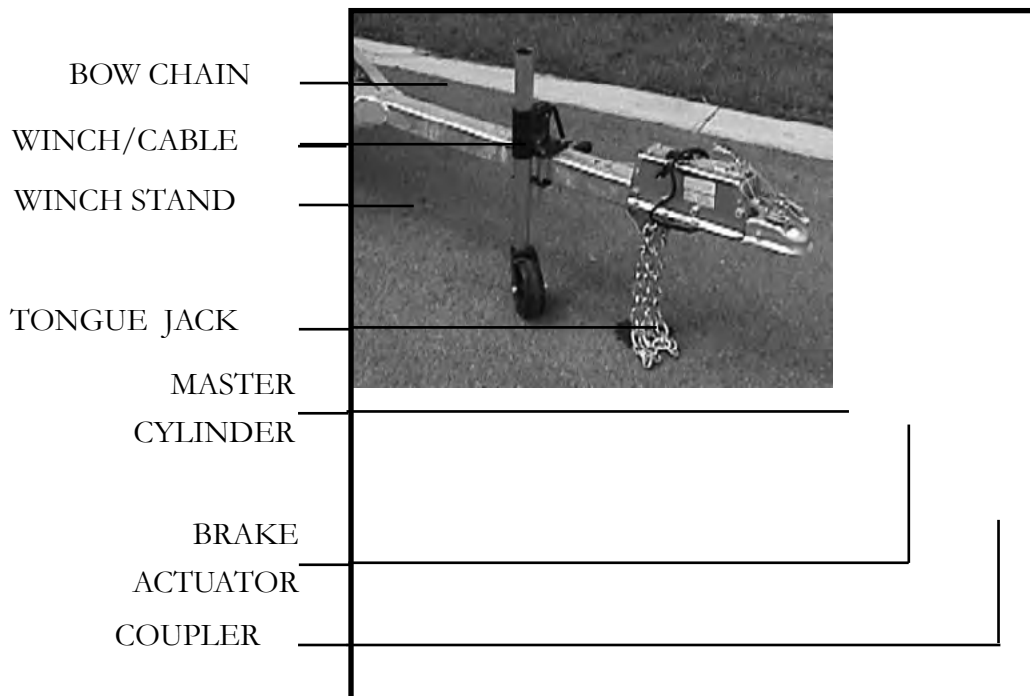 BOW CHAIN
WINCH/CABLE
WINCH STAND
TONGUE JACK
MASTER
CYLINDER
BRAKE
ACTUATOR
COUPLER